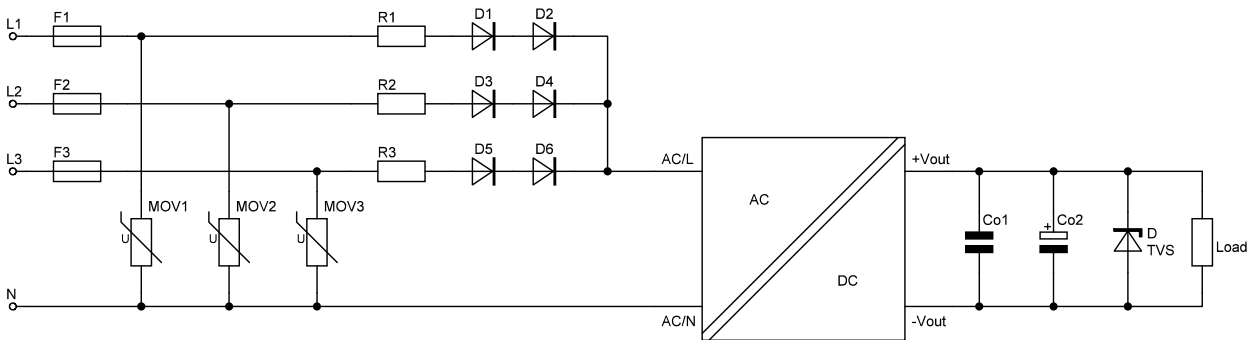 L1 F1 R1 D1 D2
L2 F2 R2 D3 D4
L3 F3 R3 D5 D6
AC/L
+Vout
AC
MOV1 MOV2 MOV3
U U U
Co1
+
Co2
D
TVS
Load
DC
N
AC/N
-Vout